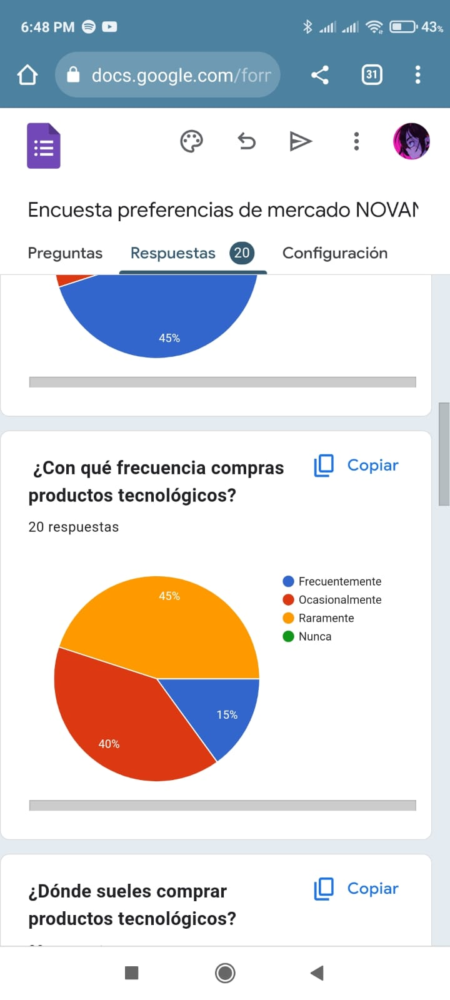 6:48 PM
43%
docs.google.com/forr
31
Encuesta preferencias de mercado NOVAN
Preguntas
Respuestas
20
Configuración
45%
¿Con qué frecuencia compras
productos tecnológicos?
Copiar
20 respuestas
45%
15%
40%
Frecuentemente
Ocasionalmente
Raramente
Nunca
¿Dónde sueles comprar
productos tecnológicos?
Copiar